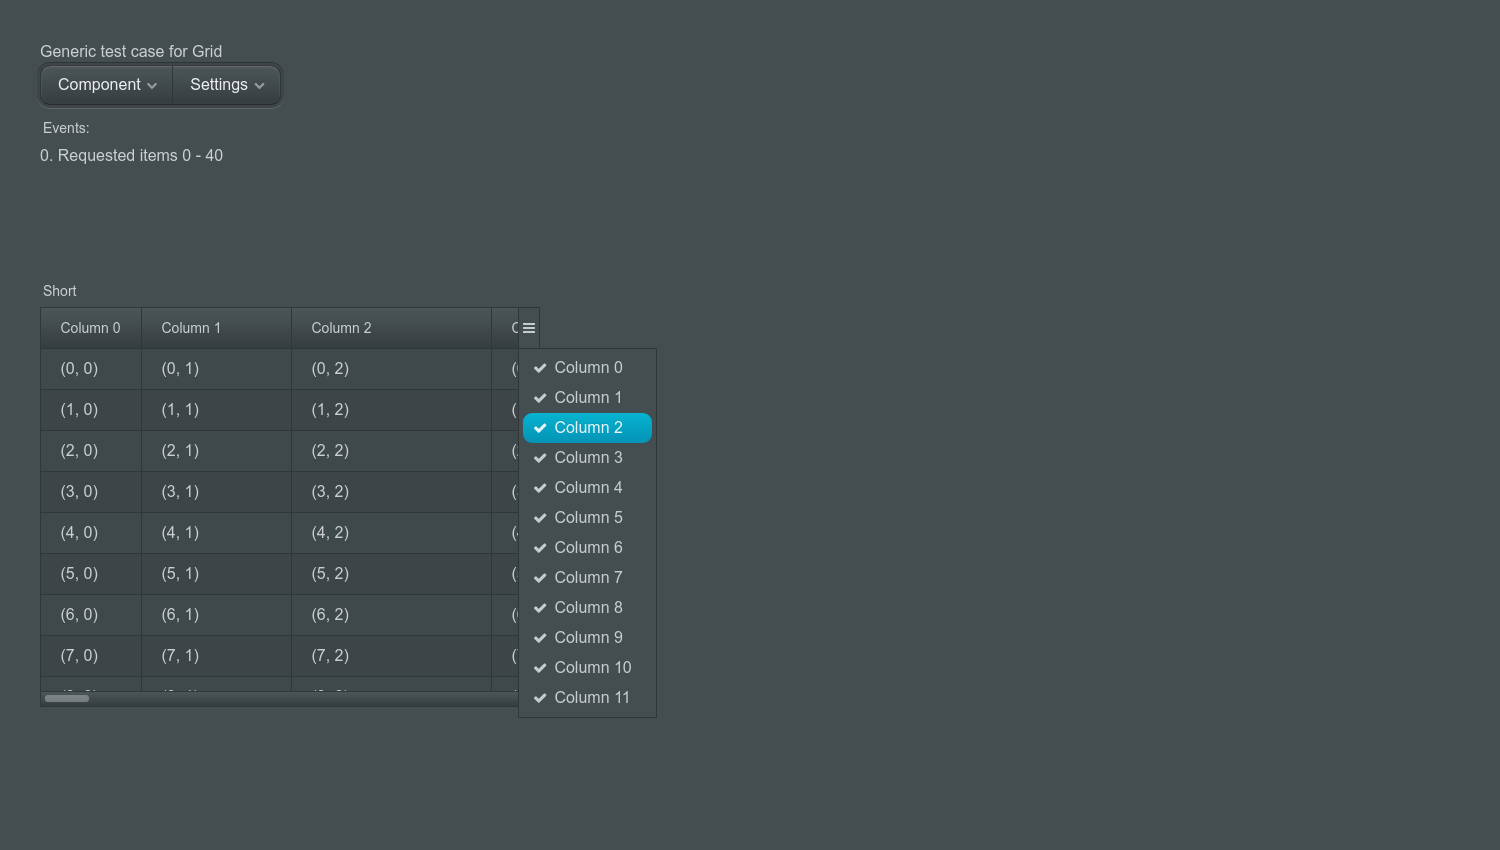 Generic test case for Grid
Component Settings
Events:
0. Requested items 0 - 40
Short
Column 0 Column 1 Column 2
(0, 0) (0, 1) (0, 2)
(1, 0) (1, 1) (1, 2)
(2, 0) (2, 1) (2, 2)
(3, 0) (3, 1) (3, 2)
(4, 0) (4, 1) (4, 2)
(5, 0) (5, 1) (5, 2)
(6, 0) (6, 1) (6, 2)
(7, 0) (7, 1) (7, 2)
Column 0
Column 1
Column 2
Column 3
Column 4
Column 5
Column 6
Column 7
Column 8
Column 9
Column 10
Column 11